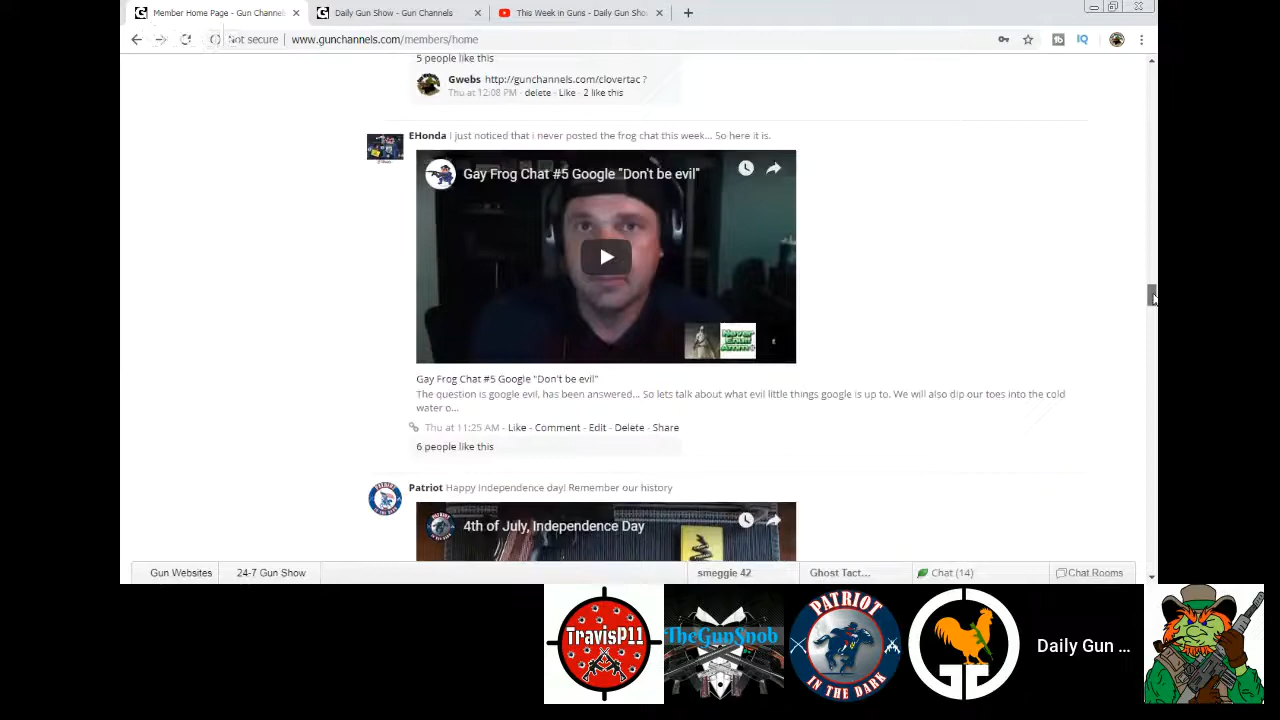 Member Home Page - Gun Channels
Daily Gun Show - Gun Channels
This Week in Guns - Daily Gun Sho
Not secure
www.gunchannels.com/members/home
5 people like this
Gwebs http://gunchannels.com/clovertac ?
Thu at 12:08 PM - delete - Like - 2 like this
EHonda I just noticed that i never posted the frog chat this week... So here it is.
Gay Frog Chat #5 Google "Don't be evil"
Gay Frog Chat #5 Google "Don't be evil"
The question is google evil, has been answered... So lets talk about what evil little things google is up to. We will also dip our toes into the cold
water o...
Thu at 11:25 AM - Like - Comment - Edit - Delete - Share
6 people like this
Patriot Happy independence day! Remember our history
4th of July, Independence Day
Gun Websites
24-7 Gun Show
smeggie 42
Ghost Tact...
Chat (14)
Chat Rooms
TravisP11
TheGunSnob
PATRIOT
IN THE DARK
Daily Gun ...